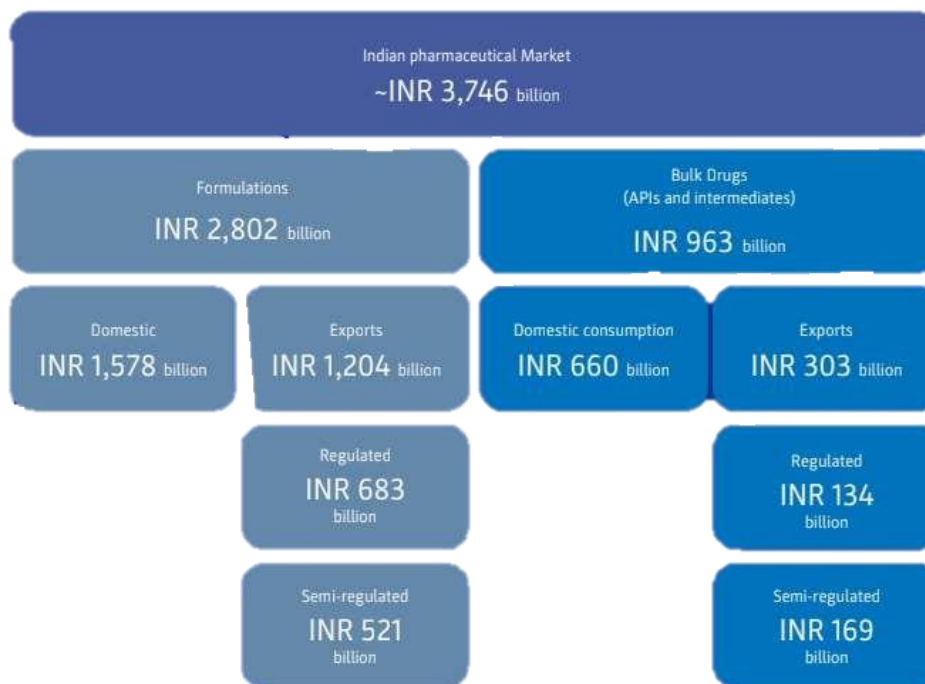 Indian pharmaceutical Market
~INR 3,746 billion
Formulations
INR 2,802 billion
Bulk Drugs
(APIs and intermediates)
INR 963 billion
Domestic
INR 1,578 billion
Exports
INR 1,204 billion
Domestic consumption
INR 660 billion
Exports
INR 303 billion
Regulated
INR 683
billion
Regulated
INR 134
billion
Semi-regulated
INR 521
billion
Semi-regulated
INR 169
billion